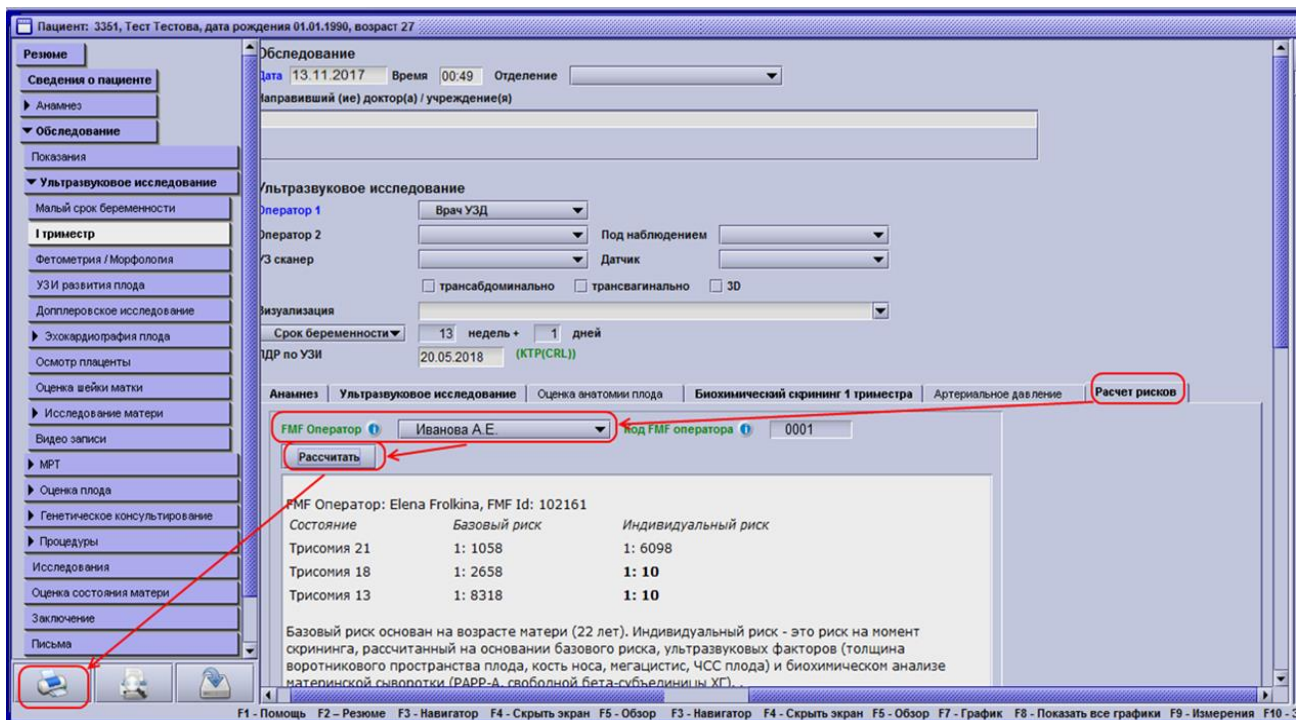 Пациент: 3351, Тест Тестова, дата рождения 01.01.1990, возраст 27
Резюме
Сведения о пациенте
Анамнез
Обследование
Показания
Ультразвуковое исследование
Малый срок беременности
I триместр
Фетометрия / Морфология
УЗИ развития плода
Допплеровское исследование
Эхокардиография плода
Осмотр плаценты
Оценка шейки матки
Исследование матери
Видео записи
МРТ
Оценка плода
Генетическое консультирование
Процедуры
Исследования
Оценка состояния матери
Заключение
Письма
Обследование
Дата 13.11.2017 Время 00:49 Отделение
Направивший (ие) доктор(а) / учреждение(я)
Ультразвуковое исследование
Оператор 1 Врач УЗД
Оператор 2 Под наблюдением
УЗ сканер Датчик
трансабдоминально трансвагинально 3D
Визуализация
Срок беременности 13 недель + 1 дней
ПДР по УЗИ 20.05.2018 (КТР(CRL))
Анамнез Ультразвуковое исследование Оценка анатомии плода Биохимический скрининг 1 триместра Артериальное давление Расчет рисков
FMF Оператор Иванова А.Е. Код FMF оператора 0001
Рассчитать
FMF Оператор: Elena Frolkina, FMF Id: 102161
Состояние Базовый риск Индивидуальный риск
Трисомия 21 1: 1058 1: 6098
Трисомия 18 1: 2658 1: 10
Трисомия 13 1: 8318 1: 10
Базовый риск основан на возрасте матери (22 лет). Индивидуальный риск - это риск на момент
скрининга, рассчитанный на основании базового риска, ультразвуковых факторов (толщина
воротникового пространства плода, кость носа, мегацистис, ЧСС плода) и биохимическом анализе
материнской сыворотки (PAPP-A, свободной бета-субъединицы ХГ). .
F1 - Помощь F2 – Резюме F3 - Навигатор F4 - Скрыть экран F5 - Обзор F3 - Навигатор F4 - Скрыть экран F5 - Обзор F7 - График F8 - Показать все графики F9 - Измерения F10 -